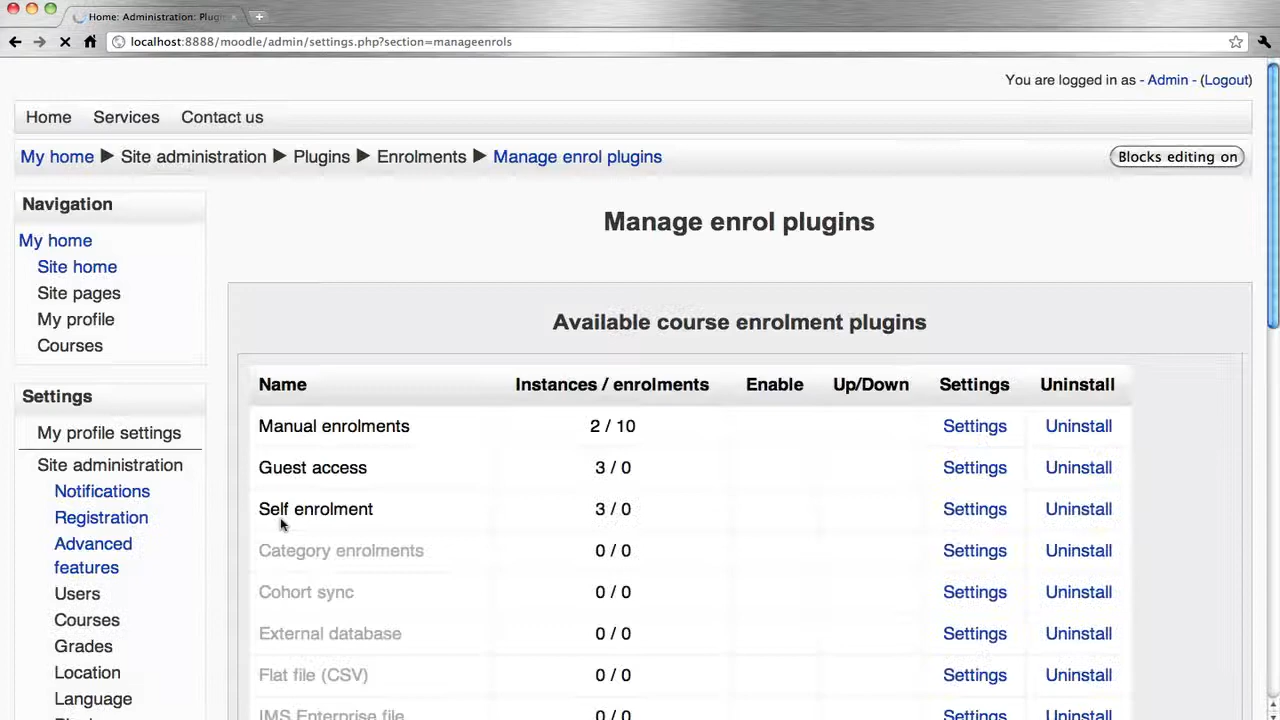 Home: Administration: Plug
localhost:8888/moodle/admin/settings.php?section=manageenrols
You are logged in as - Admin - (Logout)
Home Services Contact us
My home ▶ Site administration ▶ Plugins ▶ Enrolments ▶ Manage enrol plugins
Blocks editing on
Navigation
My home
Site home
Site pages
My profile
Courses
Settings
My profile settings
Site administration
Notifications
Registration
Advanced
features
Users
Courses
Grades
Location
Language
Manage enrol plugins
Available course enrolment plugins
Name Instances / enrolments Enable Up/Down Settings Uninstall
Manual enrolments 2 / 10 Settings Uninstall
Guest access 3 / 0 Settings Uninstall
Self enrolment 3 / 0 Settings Uninstall
Category enrolments 0 / 0 Settings Uninstall
Cohort sync 0 / 0 Settings Uninstall
External database 0 / 0 Settings Uninstall
Flat file (CSV) 0 / 0 Settings Uninstall
IMS Enterprise file 0 / 0 Settings Uninstall